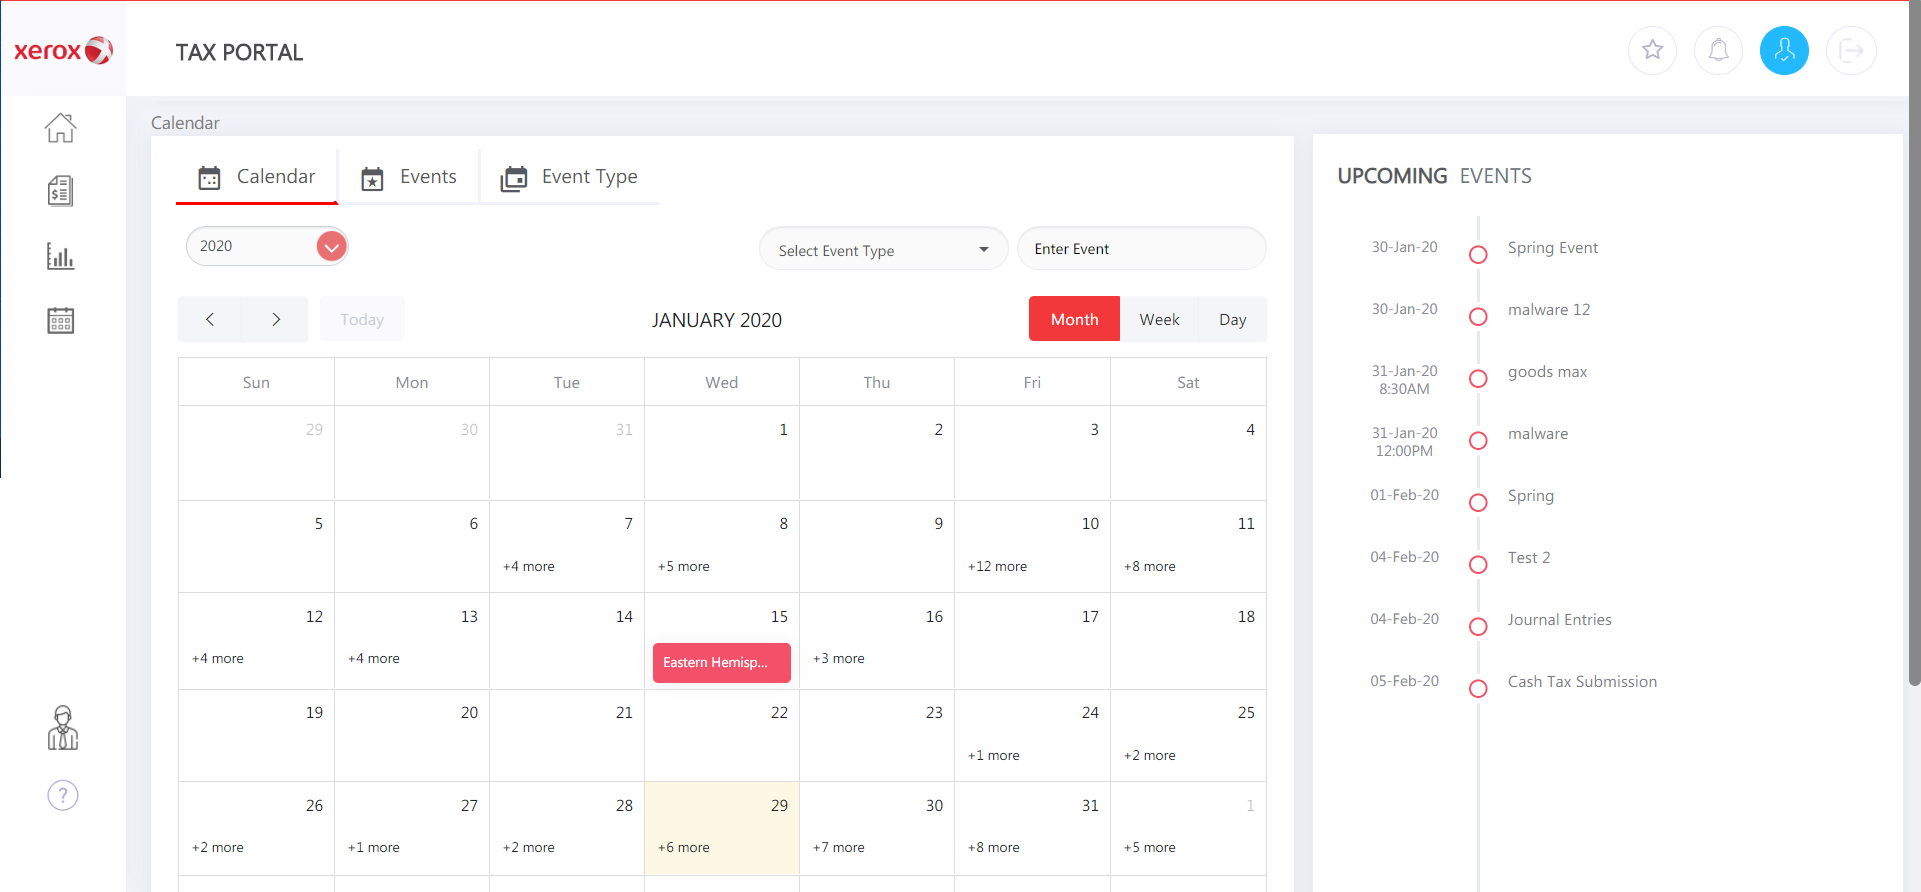 xerox
TAX PORTAL
Calendar
Calendar Events Event Type
2020
Select Event Type
Enter Event
Today
JANUARY 2020
Month Week Day
Sun Mon Tue Wed Thu Fri Sat
29 30 31 1 2 3 4
5 6 7 8 9 10 11
+4 more +5 more +12 more +8 more
12 13 14 15 16 17 18
+4 more +4 more Eastern Hemisp... +3 more
19 20 21 22 23 24 25
+1 more +2 more
26 27 28 29 30 31 1
+2 more +1 more +2 more +6 more +7 more +8 more +5 more
?
UPCOMING EVENTS
30-Jan-20 Spring Event
30-Jan-20 malware 12
31-Jan-20 goods max
8:30AM
31-Jan-20 malware
12:00PM
01-Feb-20 Spring
04-Feb-20 Test 2
04-Feb-20 Journal Entries
05-Feb-20 Cash Tax Submission